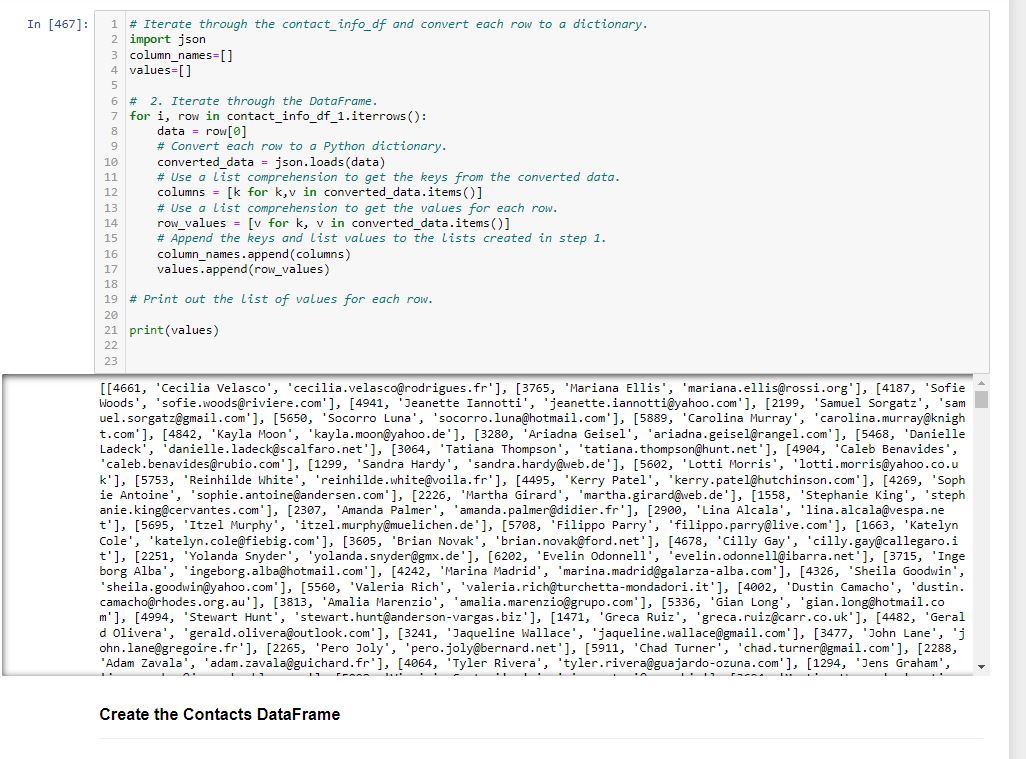 In [467]:
1 # Iterate through the contact_info_df and convert each row to a dictionary.
2 import json
3 column_names=[]
4 values=[]
5
6 #  2. Iterate through the DataFrame.
7 for i, row in contact_info_df_1.iterrows():
8     data = row[0]
9     # Convert each row to a Python dictionary.
10     converted_data = json.loads(data)
11     # Use a list comprehension to get the keys from the converted data.
12     columns = [k for k,v in converted_data.items()]
13     # Use a list comprehension to get the values for each row.
14     row_values = [v for k, v in converted_data.items()]
15     # Append the keys and list values to the lists created in step 1.
16     column_names.append(columns)
17     values.append(row_values)
18
19 # Print out the list of values for each row.
20
21 print(values)
22
23
[[4661, 'Cecilia Velasco', 'cecilia.velasco@rodrigues.fr'], [3765, 'Mariana Ellis', 'mariana.ellis@rossi.org'], [4187, 'Sofie
Woods', 'sofie.woods@riviere.com'], [4941, 'Jeanette Iannotti', 'jeanette.iannotti@yahoo.com'], [2199, 'Samuel Sorgatz', 'sam
uel.sorgatz@gmail.com'], [5650, 'Socorro Luna', 'socorro.luna@hotmail.com'], [5889, 'Carolina Murray', 'carolina.murray@knigh
t.com'], [4842, 'Kayla Moon', 'kayla.moon@yahoo.de'], [3280, 'Ariadna Geisel', 'ariadna.geisel@rangel.com'], [5468, 'Danielle
Ladeck', 'danielle.ladeck@scalfaro.net'], [3064, 'Tatiana Thompson', 'tatiana.thompson@hunt.net'], [4904, 'Caleb Benavides',
'caleb.benavides@rubio.com'], [1299, 'Sandra Hardy', 'sandra.hardy@web.de'], [5602, 'Lotti Morris', 'lotti.morris@yahoo.co.u
k'], [5753, 'Reinhilde White', 'reinhilde.white@voila.fr'], [4495, 'Kerry Patel', 'kerry.patel@hutchinson.com'], [4269, 'Soph
ie Antoine', 'sophie.antoine@andersen.com'], [2226, 'Martha Girard', 'martha.girard@web.de'], [1558, 'Stephanie King', 'steph
anie.king@cervantes.com'], [2307, 'Amanda Palmer', 'amanda.palmer@didier.fr'], [2900, 'Lina Alcala', 'lina.alcala@vespa.ne
t'], [5695, 'Itzel Murphy', 'itzel.murphy@muelichen.de'], [5708, 'Filippo Parry', 'filippo.parry@live.com'], [1663, 'Katelyn
Cole', 'katelyn.cole@fiebig.com'], [3605, 'Brian Novak', 'brian.novak@ford.net'], [4678, 'Cilly Gay', 'cilly.gay@callegaro.i
t'], [2251, 'Yolanda Snyder', 'yolanda.snyder@gmx.de'], [6202, 'Evelin Odonnell', 'evelin.odonnell@ibarra.net'], [3715, 'Inge
borg Alba', 'ingeborg.alba@hotmail.com'], [4242, 'Marina Madrid', 'marina.madrid@galarza-alba.com'], [4326, 'Sheila Goodwin',
'sheila.goodwin@yahoo.com'], [5560, 'Valeria Rich', 'valeria.rich@turchetta-mondadori.it'], [4002, 'Dustin Camacho', 'dustin.
camacho@rhodes.org.au'], [3813, 'Amalia Marenzio', 'amalia.marenzio@grupo.com'], [5336, 'Gian Long', 'gian.long@hotmail.co
m'], [4994, 'Stewart Hunt', 'stewart.hunt@anderson-vargas.biz'], [1471, 'Greca Ruiz', 'greca.ruiz@carr.co.uk'], [4482, 'Geral
d Olivera', 'gerald.olivera@outlook.com'], [3241, 'Jaqueline Wallace', 'jaqueline.wallace@gmail.com'], [3477, 'John Lane', 'j
ohn.lane@gregoire.fr'], [2265, 'Pero Joly', 'pero.joly@bernard.net'], [5911, 'Chad Turner', 'chad.turner@gmail.com'], [2288,
'Adam Zavala', 'adam.zavala@guichard.fr'], [4064, 'Tyler Rivera', 'tyler.rivera@guajardo-ozuna.com'], [1294, 'Jens Graham',
Create the Contacts DataFrame